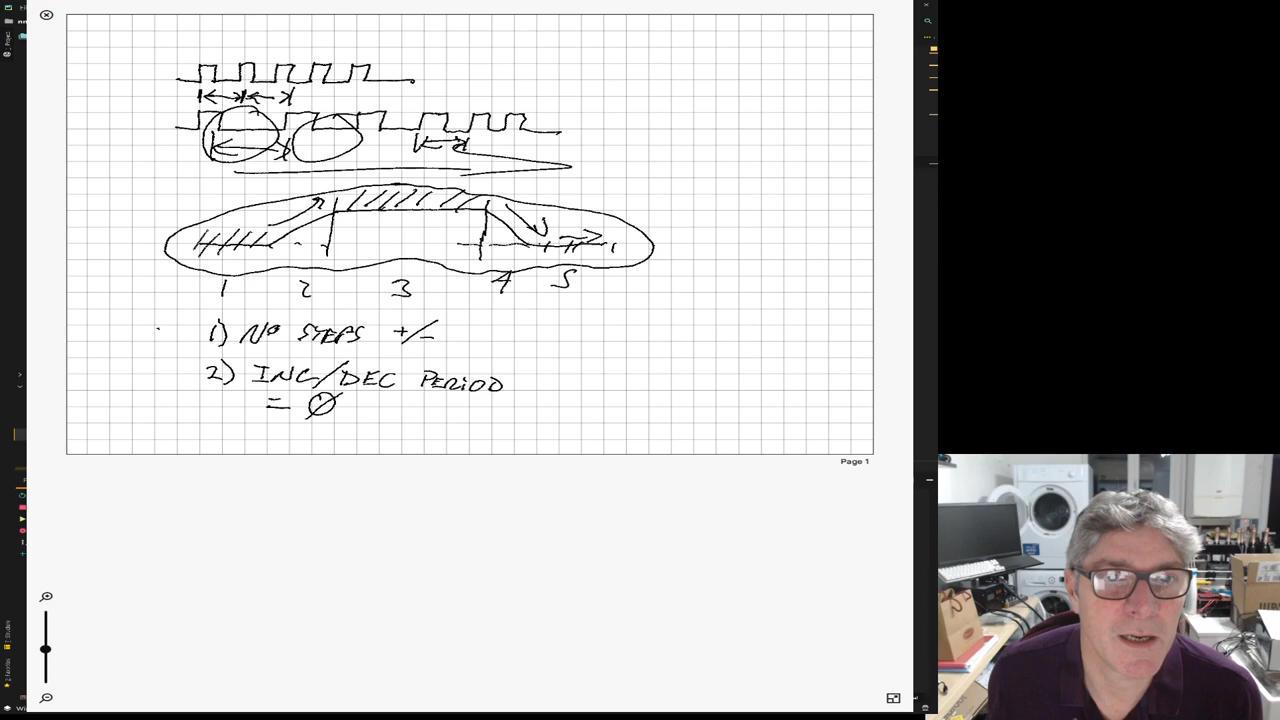 1 2 3 4 5
1) NO STEPS +/-
2) INC/DEC PERIOD
= Ø
Page 1